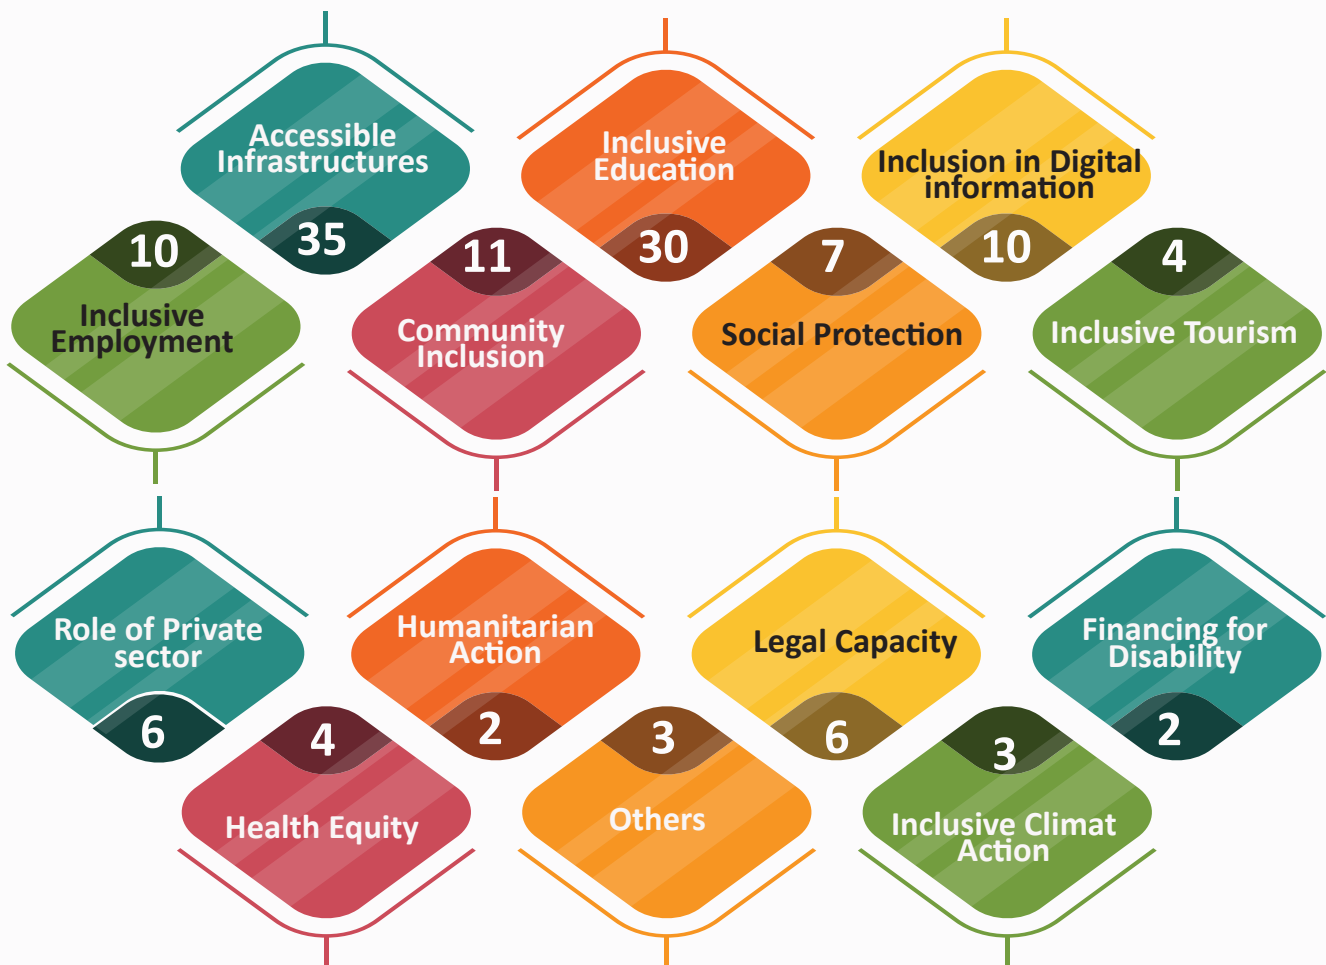 Accessible
Infrastructures
35
Inclusive
Education
30
Inclusion in Digital
information
10
10
Inclusive
Employment
11
Community
Inclusion
7
Social Protection
4
Inclusive Tourism
Role of Private
sector
6
Humanitarian
Action
2
Legal Capacity
6
Financing for
Disability
2
4
Health Equity
3
Others
3
Inclusive Climat
Action